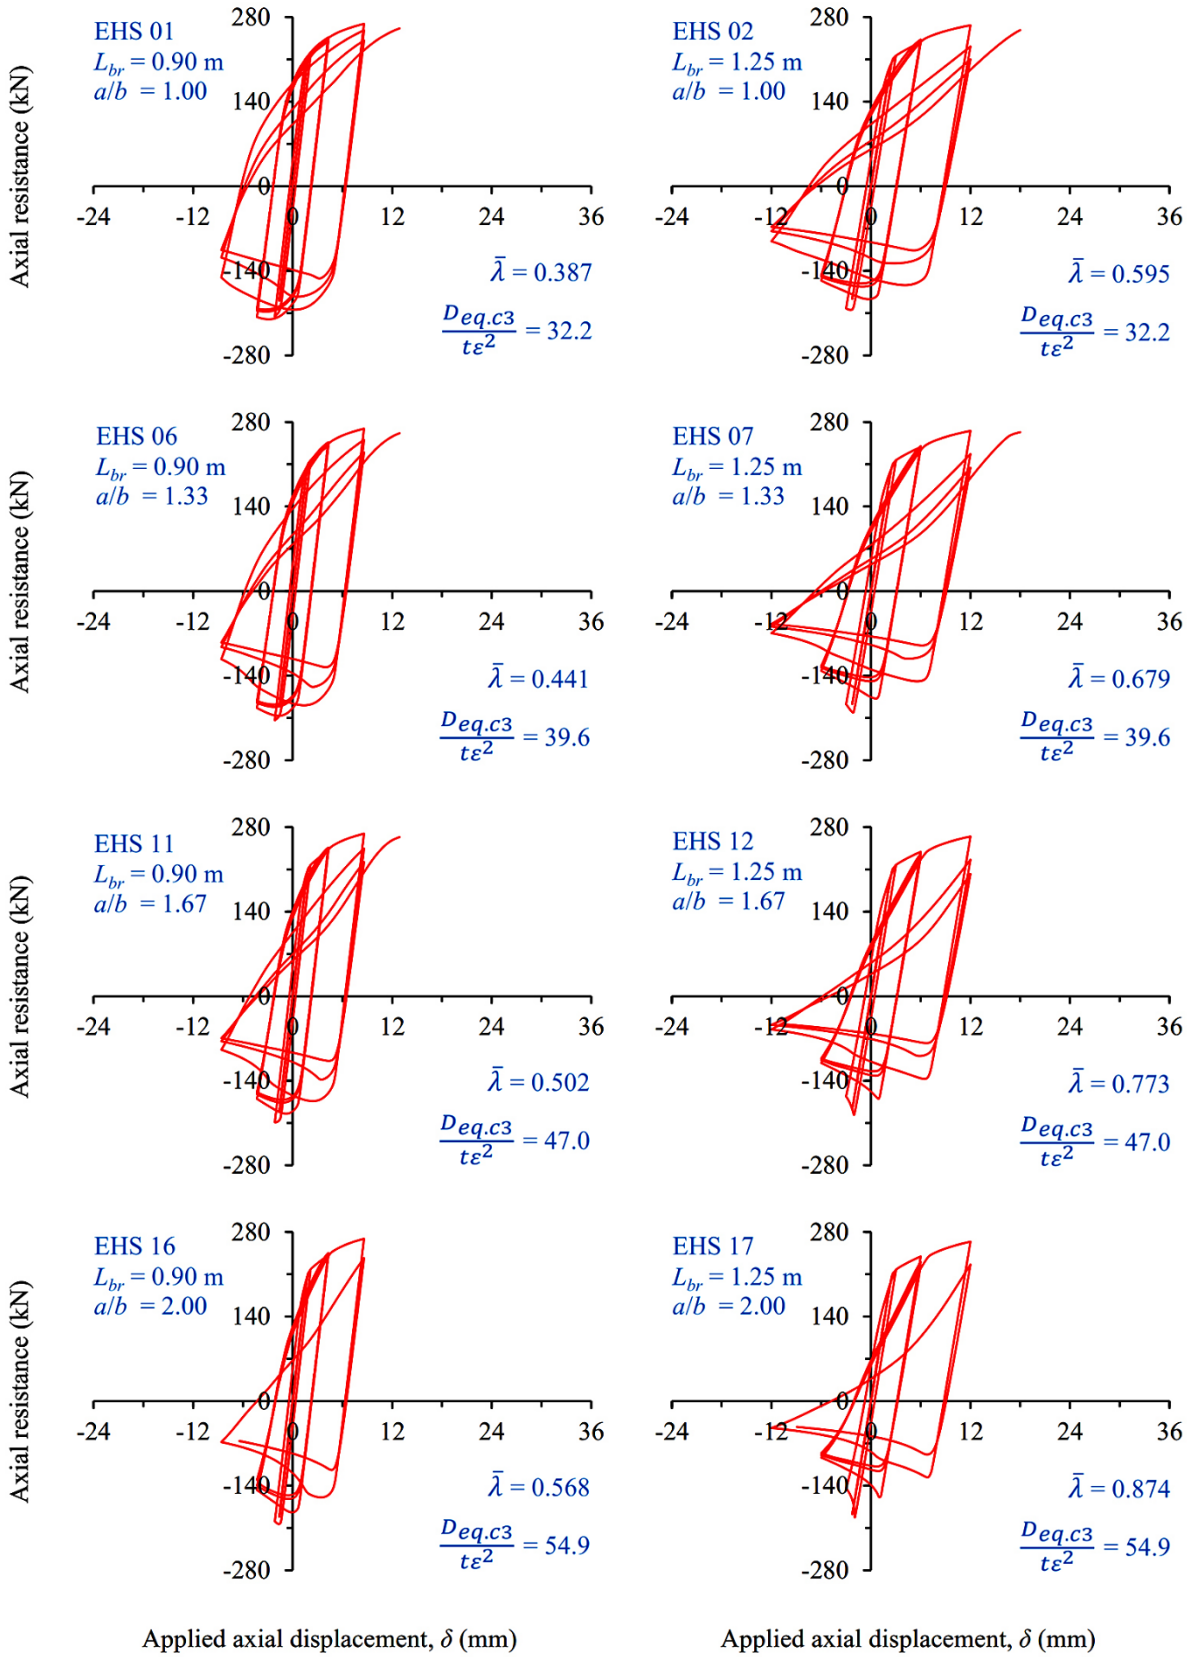 EHS 01
L_br = 0.90 m
a/b = 1.00
Axial resistance (kN)
280
140
0
-140
-280
-24 -12 0 12 24 36
λ̄ = 0.387
D_eq.c3 / tε² = 32.2
EHS 02
L_br = 1.25 m
a/b = 1.00
280
140
0
-140
-280
-24 -12 0 12 24 36
λ̄ = 0.595
D_eq.c3 / tε² = 32.2
EHS 06
L_br = 0.90 m
a/b = 1.33
Axial resistance (kN)
280
140
0
-140
-280
-24 -12 0 12 24 36
λ̄ = 0.441
D_eq.c3 / tε² = 39.6
EHS 07
L_br = 1.25 m
a/b = 1.33
280
140
0
-140
-280
-24 -12 0 12 24 36
λ̄ = 0.679
D_eq.c3 / tε² = 39.6
EHS 11
L_br = 0.90 m
a/b = 1.67
Axial resistance (kN)
280
140
0
-140
-280
-24 -12 0 12 24 36
λ̄ = 0.502
D_eq.c3 / tε² = 47.0
EHS 12
L_br = 1.25 m
a/b = 1.67
280
140
0
-140
-280
-24 -12 0 12 24 36
λ̄ = 0.773
D_eq.c3 / tε² = 47.0
EHS 16
L_br = 0.90 m
a/b = 2.00
Axial resistance (kN)
280
140
0
-140
-280
-24 -12 0 12 24 36
λ̄ = 0.568
D_eq.c3 / tε² = 54.9
EHS 17
L_br = 1.25 m
a/b = 2.00
280
140
0
-140
-280
-24 -12 0 12 24 36
λ̄ = 0.874
D_eq.c3 / tε² = 54.9
Applied axial displacement, δ (mm)
Applied axial displacement, δ (mm)